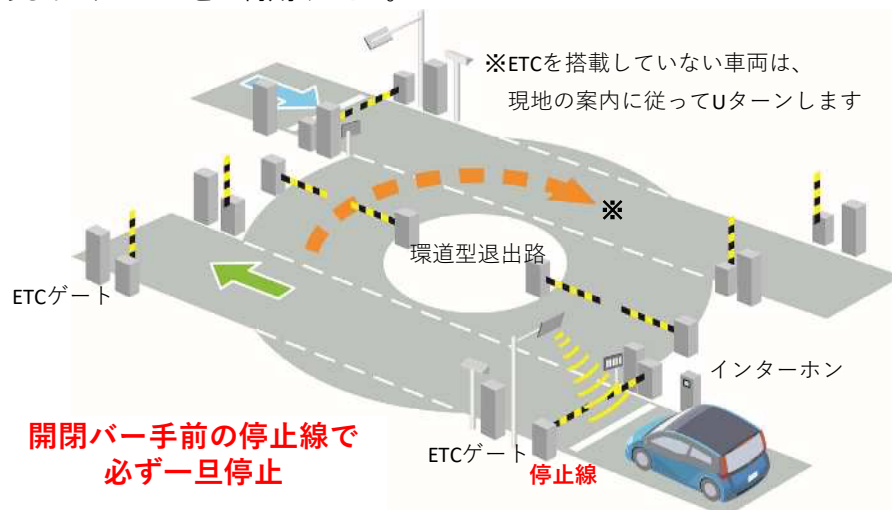 ※ETCを搭載していない車両は、
現地の案内に従ってUターンします
※
環道型退出路
ETCゲート
インターホン
開閉バー手前の停止線で
必ず一旦停止
ETCゲート
停止線